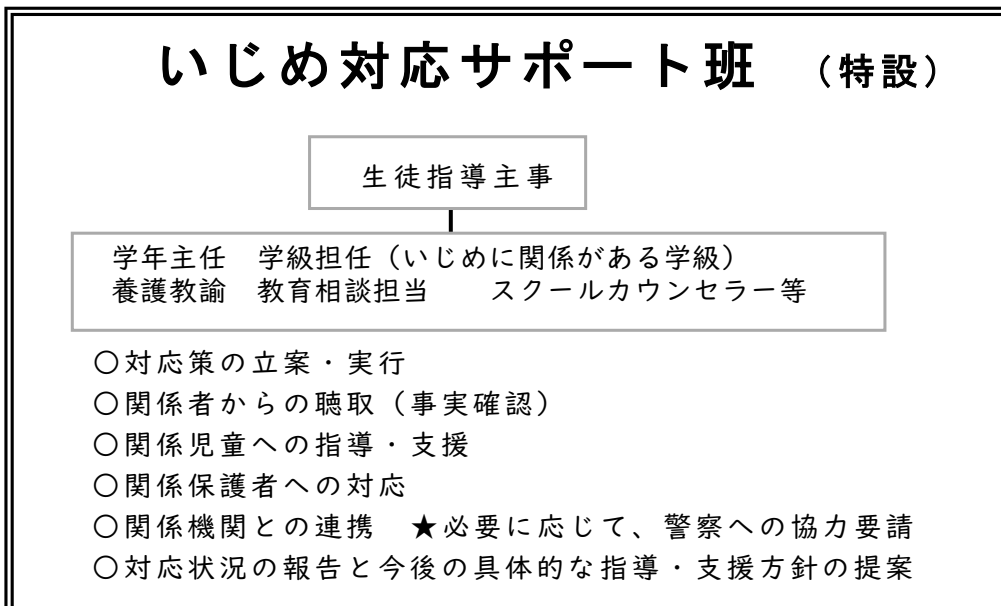 いじめ対応サポート班 （特設）
生徒指導主事
学年主任　学級担任（いじめに関係がある学級）
養護教諭　教育相談担当　　スクールカウンセラー等
○対応策の立案・実行
○関係者からの聴取（事実確認）
○関係児童への指導・支援
○関係保護者への対応
○関係機関との連携　★必要に応じて、警察への協力要請
○対応状況の報告と今後の具体的な指導・支援方針の提案